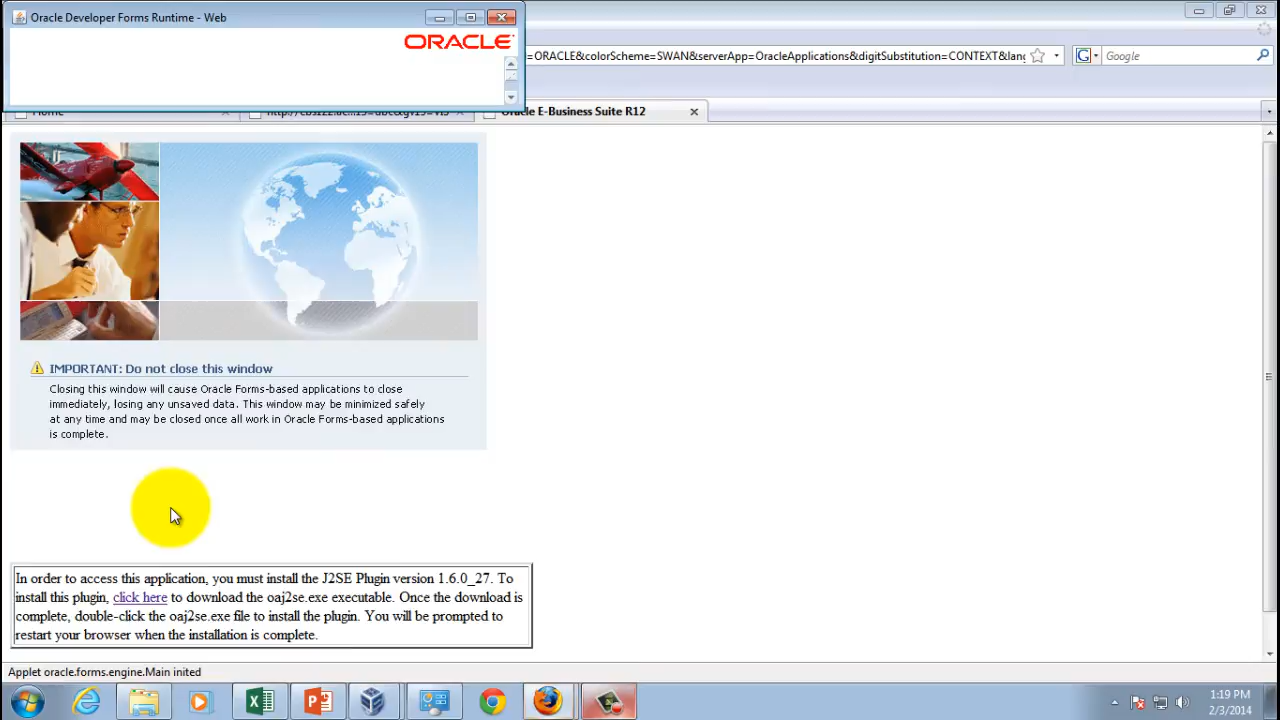 Oracle Developer Forms Runtime - Web
ORACLE
=ORACLE&colorScheme=SWAN&serverApp=OracleApplications&digitSubstitution=CONTEXT&lang
Google
Home
Oracle E-Business Suite R12
IMPORTANT: Do not close this window
Closing this window will cause Oracle Forms-based applications to close
immediately, losing any unsaved data. This window may be minimized safely
at any time and may be closed once all work in Oracle Forms-based applications
is complete.
In order to access this application, you must install the J2SE Plugin version 1.6.0_27. To
install this plugin, click here to download the oaj2se.exe executable. Once the download is
complete, double-click the oaj2se.exe file to install the plugin. You will be prompted to
restart your browser when the installation is complete.
Applet oracle.forms.engine.Main inited
1:19 PM
2/3/2014